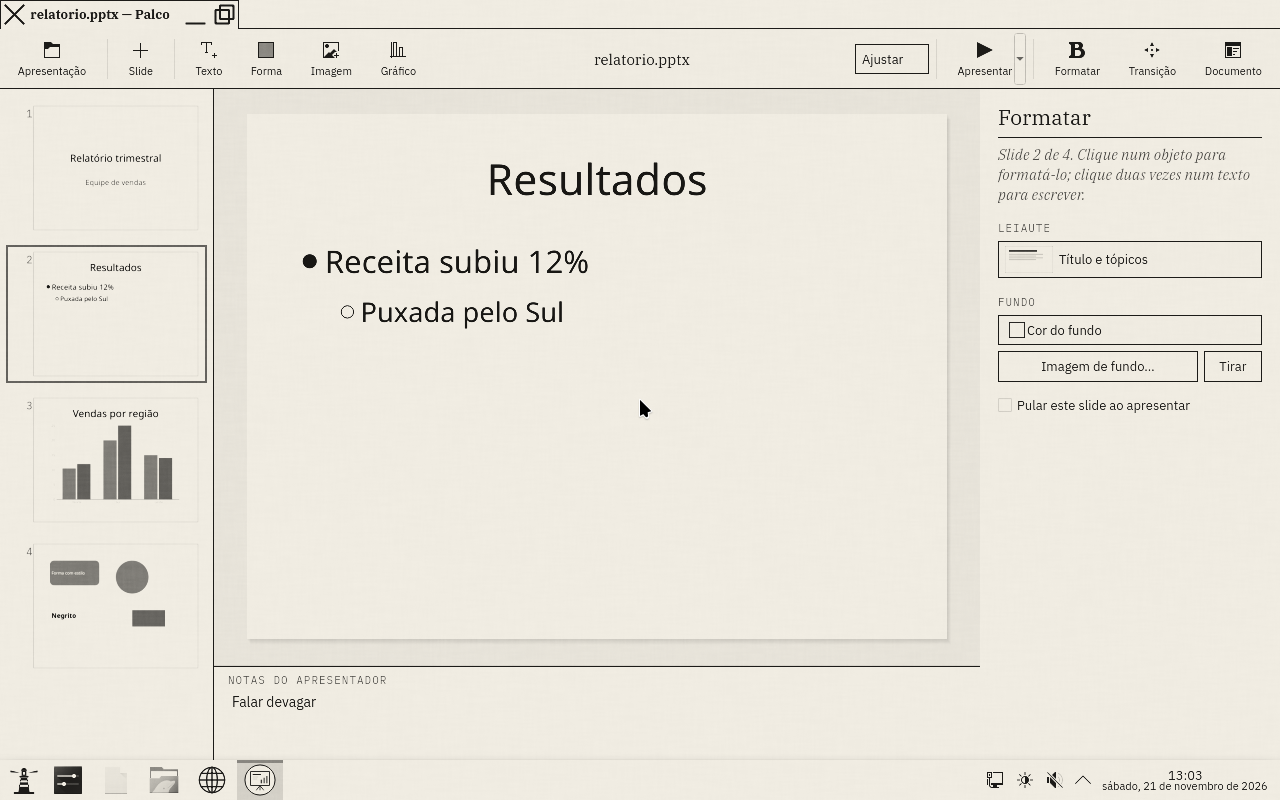 relatorio.pptx — Palco
Apresentação
Slide
Texto
Forma
Imagem
Gráfico
relatorio.pptx
Ajustar
Apresentar
Formatar
Transição
Documento
1
Relatório trimestral
Equipe de vendas
2
Resultados
Receita subiu 12%
Puxada pelo Sul
3
Vendas por região
4
Forma com estilo
Negrito
Resultados
Receita subiu 12%
Puxada pelo Sul
NOTAS DO APRESENTADOR
Falar devagar
Formatar
Slide 2 de 4. Clique num objeto para
formatá-lo; clique duas vezes num texto
para escrever.
LEIAUTE
Título e tópicos
FUNDO
Cor do fundo
Imagem de fundo...
Tirar
Pular este slide ao apresentar
13:03
sábado, 21 de novembro de 2026